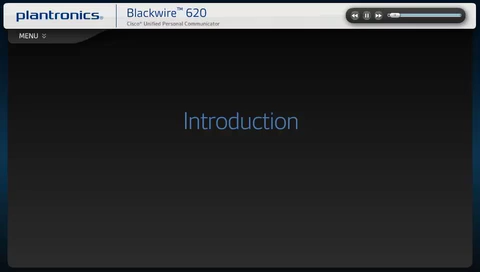 plantronics®
Blackwire™ 620
Cisco® Unified Personal Communicator
MENU
Introduction